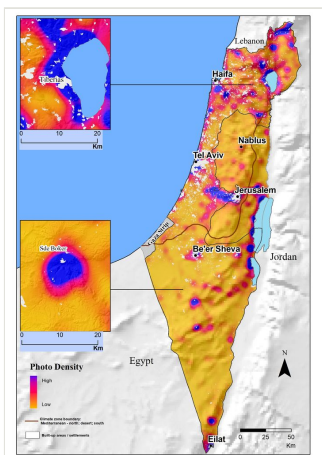 Lebanon
Haifa
Tiberias
0 10 20
Km
Nablus
Tel Aviv
Jerusalem
Gaza Strip
Sde Boker
Be'er Sheva
Jordan
0 10 20
Km
Egypt
Photo Density
High
Low
Climate zone boundary:
Mediterranean - north; desert; south
Built-up areas / settlements
N
0 25 50
Km
Eilat